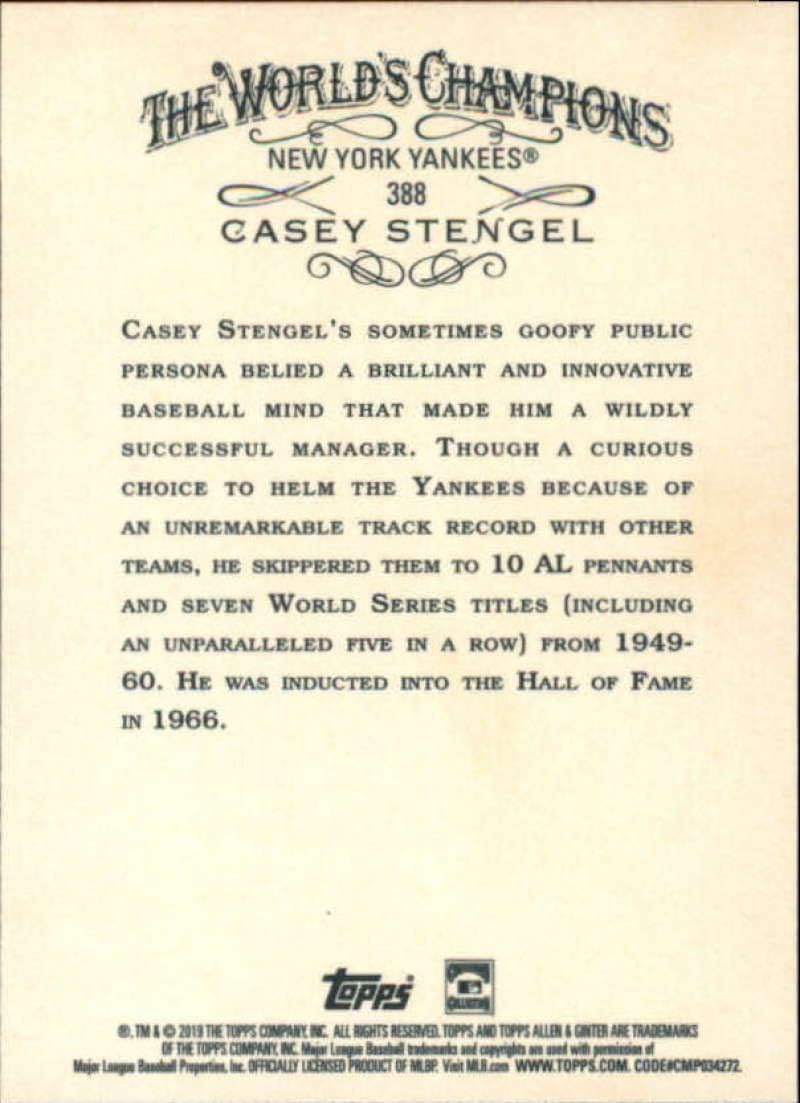 THE WORLD'S CHAMPIONS
NEW YORK YANKEES®
388
CASEY STENGEL
CASEY STENGEL'S SOMETIMES GOOFY PUBLIC
PERSONA BELIED A BRILLIANT AND INNOVATIVE
BASEBALL MIND THAT MADE HIM A WILDLY
SUCCESSFUL MANAGER. THOUGH A CURIOUS
CHOICE TO HELM THE YANKEES BECAUSE OF
AN UNREMARKABLE TRACK RECORD WITH OTHER
TEAMS, HE SKIPPERED THEM TO 10 AL PENNANTS
AND SEVEN WORLD SERIES TITLES (INCLUDING
AN UNPARALLELED FIVE IN A ROW) FROM 1949-
60. HE WAS INDUCTED INTO THE HALL OF FAME
IN 1966.
Topps®
COLLECTION
®, TM & © 2019 THE TOPPS COMPANY, INC. ALL RIGHTS RESERVED. TOPPS AND TOPPS ALLEN & GINTER ARE TRADEMARKS
OF THE TOPPS COMPANY, INC. Major League Baseball trademarks and copyrights are used with permission of
Major League Baseball Properties, Inc. OFFICIALLY LICENSED PRODUCT OF MLBP. Visit MLB.com WWW.TOPPS.COM. CODE#CMP034272.